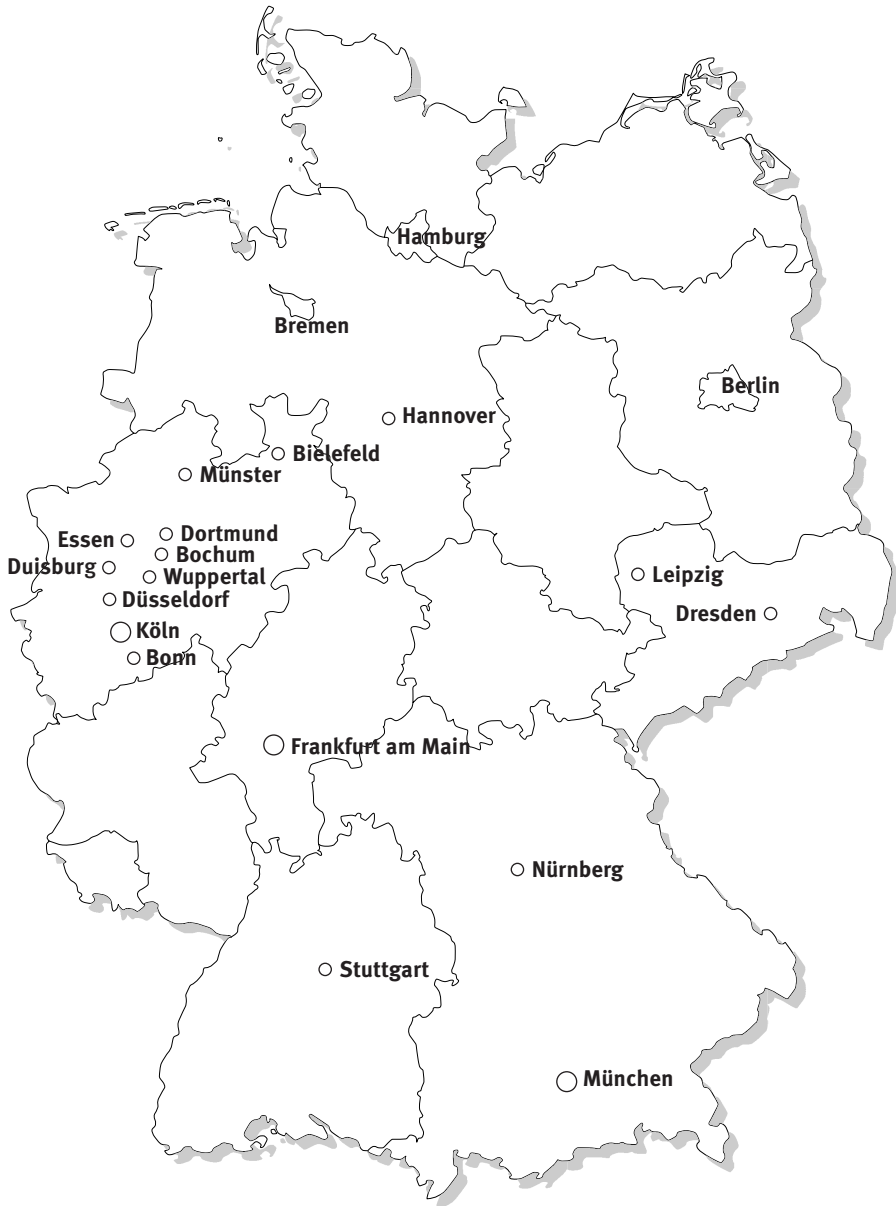 Hamburg
Bremen
Berlin
Hannover
Bielefeld
Münster
Dortmund
Essen
Bochum
Duisburg
Wuppertal
Leipzig
Düsseldorf
Dresden
Köln
Bonn
Frankfurt am Main
Nürnberg
Stuttgart
München